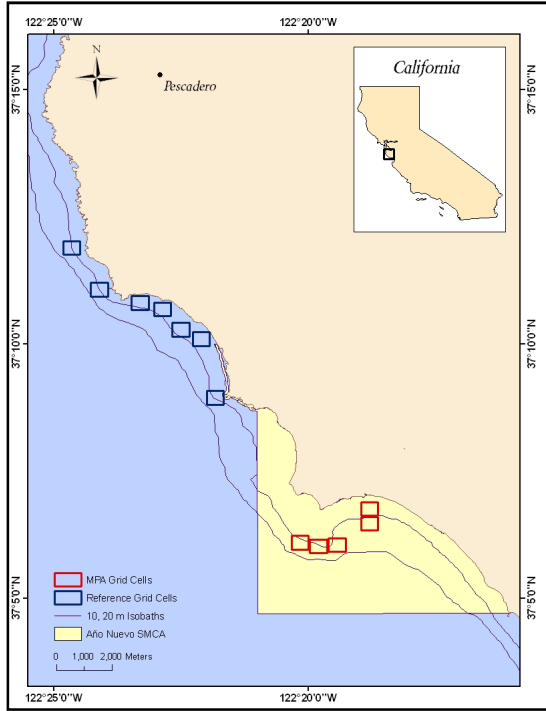 122°25'0"W 122°20'0"W
N
California
37°15'0"N 37°15'0"N
Pescadero
37°10'0"N 37°10'0"N
MPA Grid Cells
37°5'0"N 37°5'0"N
Reference Grid Cells
10, 20 m Isobaths
Año Nuevo SMCA
0 1,000 2,000 Meters
122°25'0"W 122°20'0"W